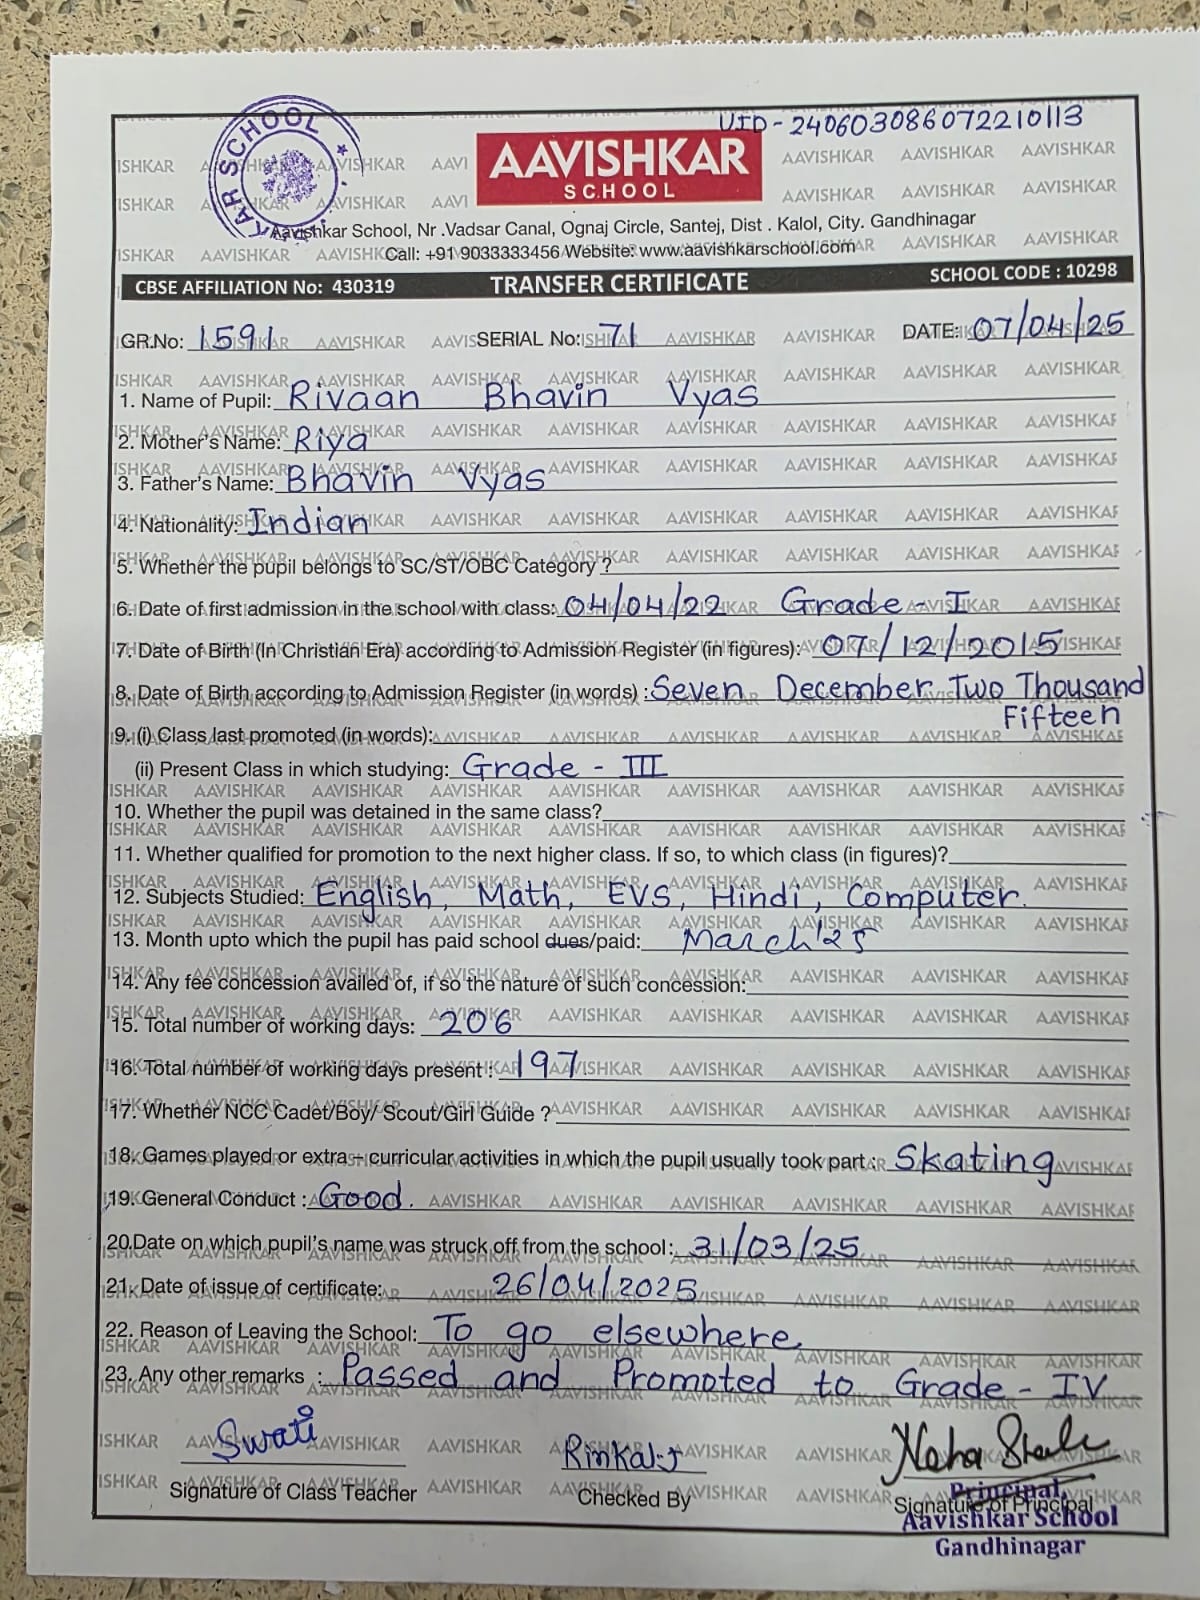 UID - 240603086072210113
AAVISHKAR
SCHOOL
Aavishkar School, Nr .Vadsar Canal, Ognaj Circle, Santej, Dist . Kalol, City. Gandhinagar
Call: +91 9033333456 Website: www.aavishkarschool.com
CBSE AFFILIATION No: 430319 TRANSFER CERTIFICATE SCHOOL CODE : 10298
GR.No: 1591 SERIAL No: 71 DATE: 07/04/25
1. Name of Pupil: Rivaan Bhavin Vyas
2. Mother's Name: Riya
3. Father's Name: Bhavin Vyas
4. Nationality: Indian
5. Whether the pupil belongs to SC/ST/OBC Category ?
6. Date of first admission in the school with class: 04/04/22 Grade - I
7. Date of Birth (In Christian Era) according to Admission Register (in figures): 07/12/2015
8. Date of Birth according to Admission Register (in words) : Seven December Two Thousand
Fifteen
9. (i) Class last promoted (in words):
(ii) Present Class in which studying: Grade - III
10. Whether the pupil was detained in the same class?
11. Whether qualified for promotion to the next higher class. If so, to which class (in figures)?
12. Subjects Studied: English, Math, EVS, Hindi, Computer.
13. Month upto which the pupil has paid school dues/paid: March'25
14. Any fee concession availed of, if so the nature of such concession:
15. Total number of working days: 206
16. Total number of working days present : 197
17. Whether NCC Cadet/Boy/ Scout/Girl Guide ?
18. Games played or extra – curricular activities in which the pupil usually took part : Skating
19. General Conduct : Good.
20.Date on which pupil's name was struck off from the school: 31/03/25
21. Date of issue of certificate: 26/04/2025
22. Reason of Leaving the School: To go elsewhere.
23. Any other remarks : Passed and Promoted to Grade - IV
Swati Neha
Signature of Class Teacher Checked By Signature of Principal
Principal
Aavishkar School
Gandhinagar